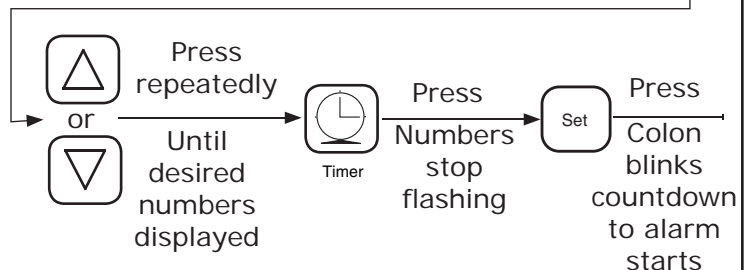 or
Press
repeatedly
Until
desired
numbers
displayed
Timer
Press
Numbers
stop
flashing
Set
Press
Colon
blinks
countdown
to alarm
starts